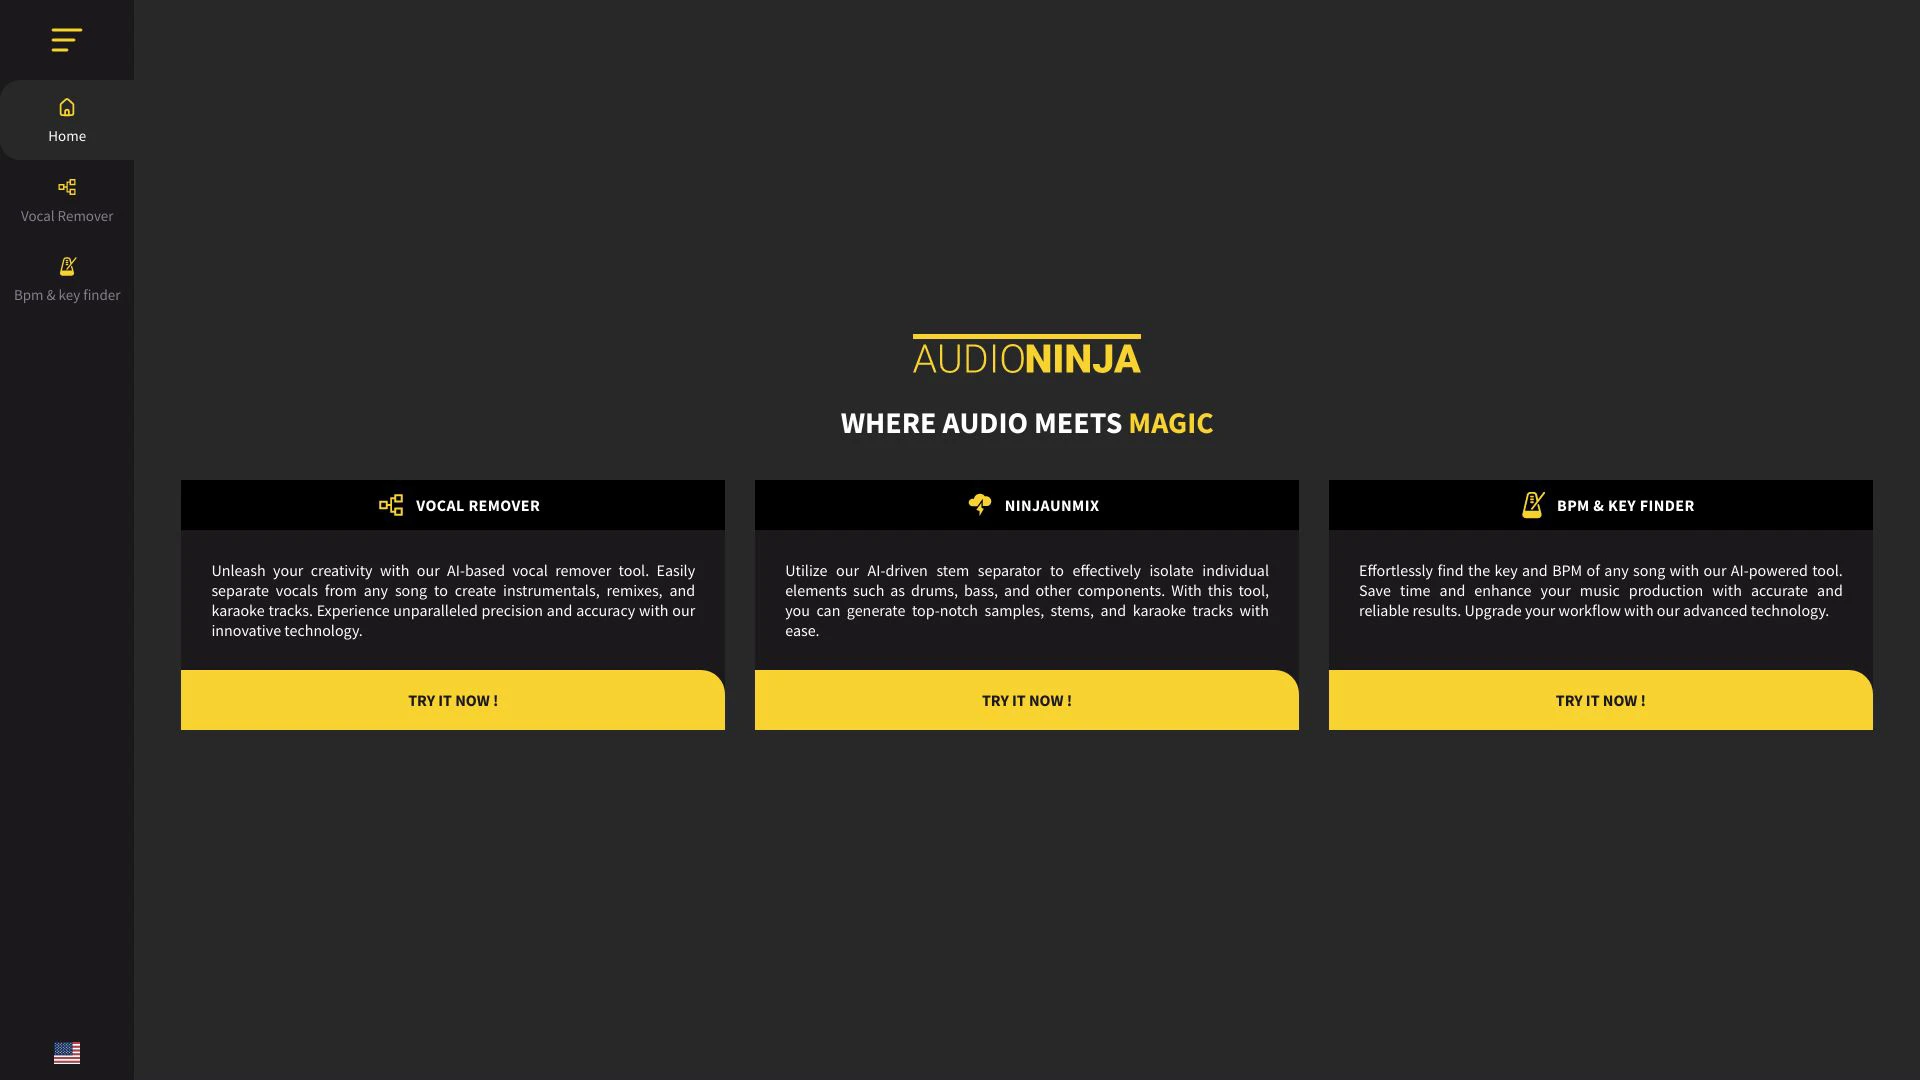 Home
Vocal Remover
Bpm & key finder
AUDIONINJA
WHERE AUDIO MEETS MAGIC
VOCAL REMOVER
Unleash your creativity with our AI-based vocal remover tool. Easily
separate vocals from any song to create instrumentals, remixes, and
karaoke tracks. Experience unparalleled precision and accuracy with our
innovative technology.
TRY IT NOW !
NINJAUNMIX
Utilize our AI-driven stem separator to effectively isolate individual
elements such as drums, bass, and other components. With this tool,
you can generate top-notch samples, stems, and karaoke tracks with
ease.
TRY IT NOW !
BPM & KEY FINDER
Effortlessly find the key and BPM of any song with our AI-powered tool.
Save time and enhance your music production with accurate and
reliable results. Upgrade your workflow with our advanced technology.
TRY IT NOW !